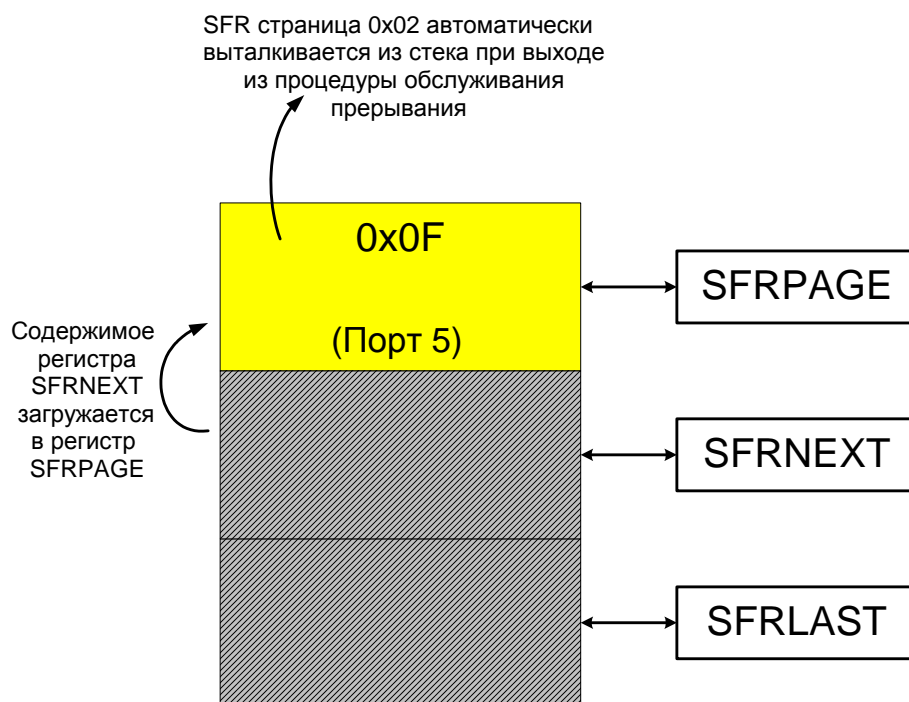 SFR страница 0x02 автоматически
выталкивается из стека при выходе
из процедуры обслуживания
прерывания
0x0F
(Порт 5)
SFRPAGE
Содержимое
регистра
SFRNEXT
загружается
в регистр
SFRPAGE
SFRNEXT
SFRLAST